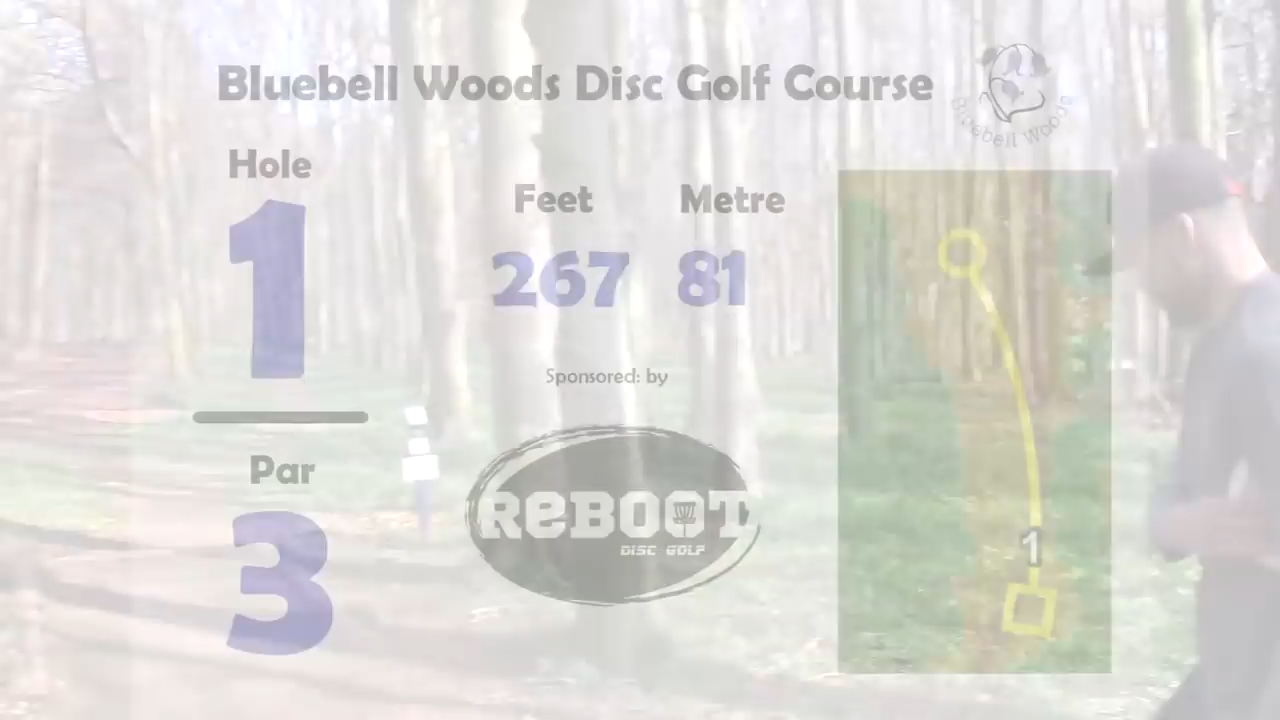 Bluebell Woods Disc Golf Course
Bluebell Woods
Hole
1
Feet
Metre
267
81
Sponsored: by
Par
3
ReBOOT
DISC GOLF
1